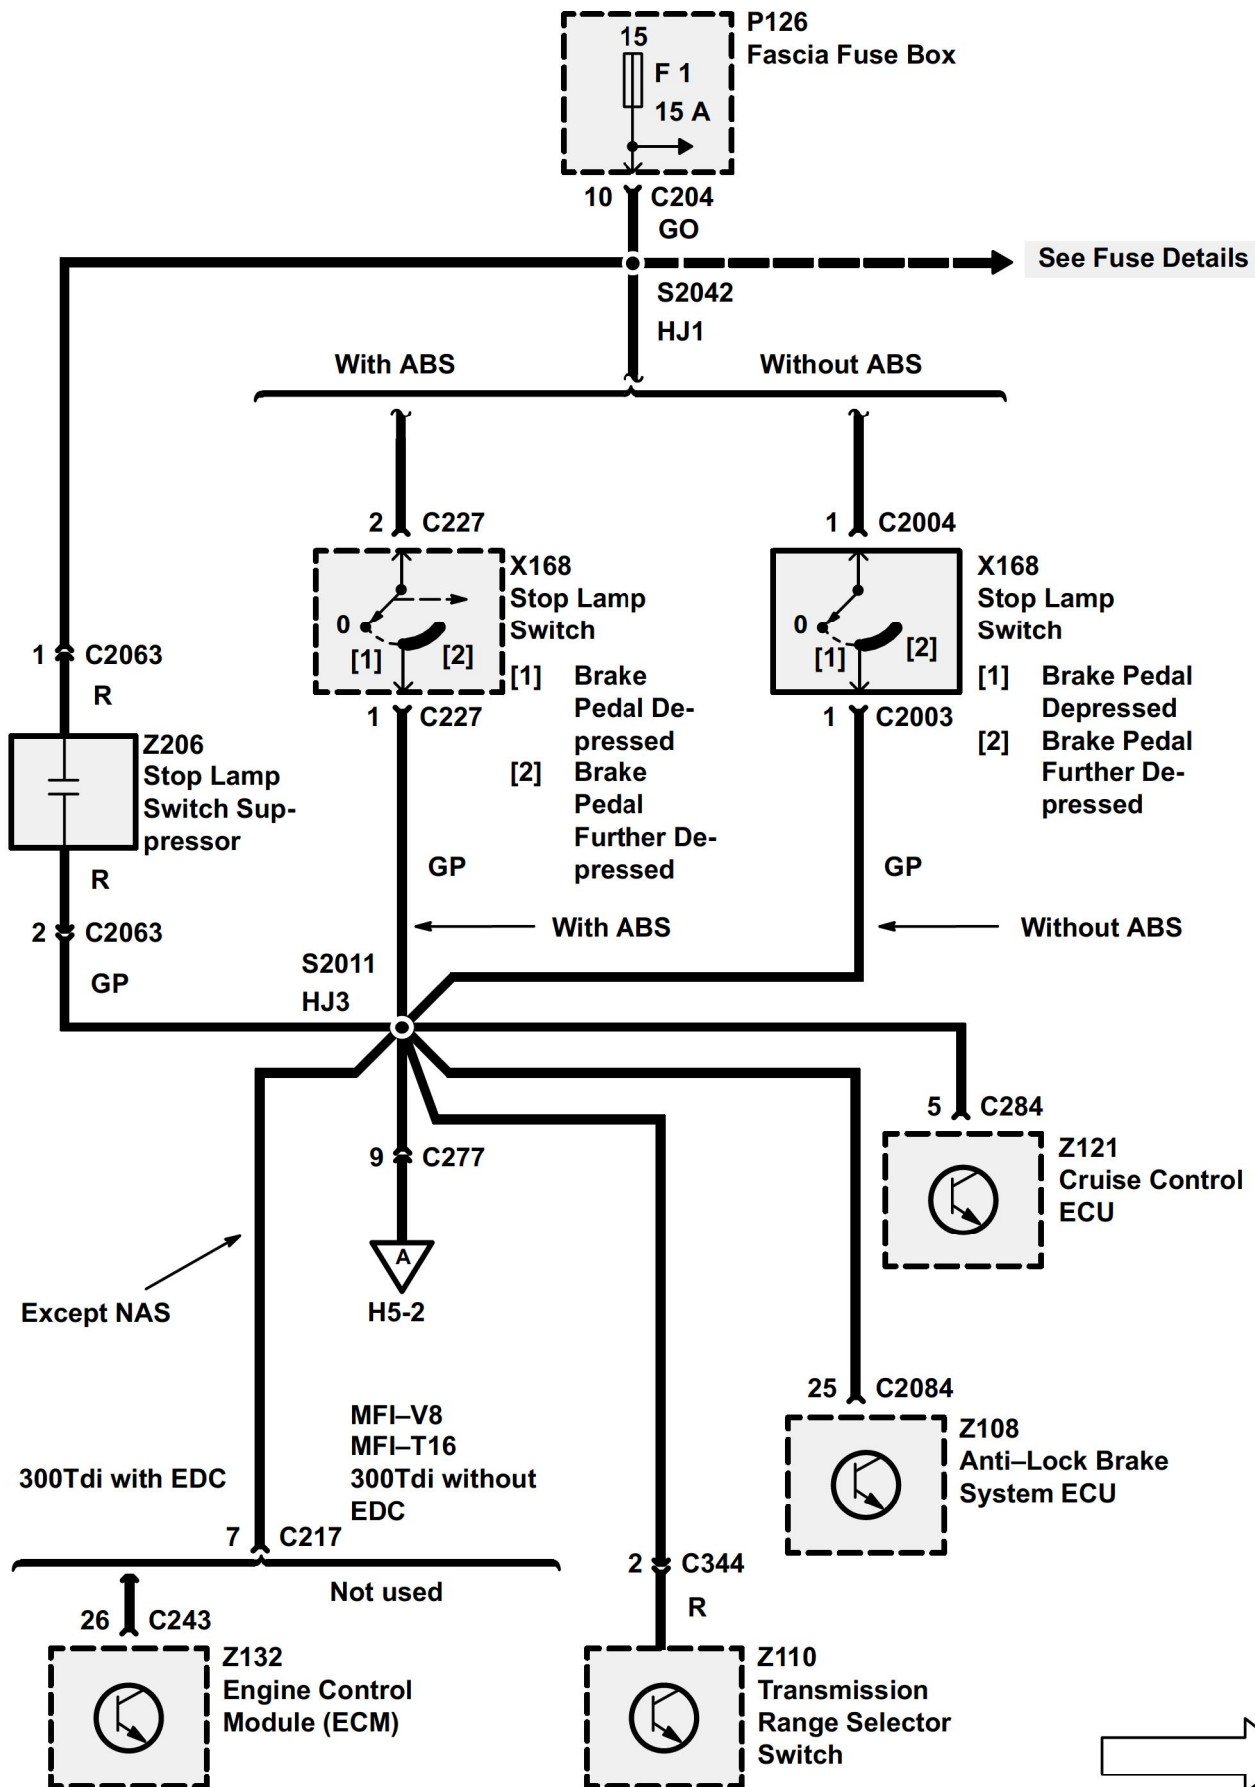 P126
Fascia Fuse Box
15
F 1
15 A
10 C204
GO
See Fuse Details
S2042
HJ1
With ABS
Without ABS
2 C227
1 C2004
X168
Stop Lamp
Switch
0
[1]
[2]
[1] Brake
Pedal De-
pressed
[2] Brake
Pedal
Further De-
pressed
1 C227
X168
Stop Lamp
Switch
0
[1]
[2]
[1] Brake Pedal
Depressed
[2] Brake Pedal
Further De-
pressed
1 C2003
1 C2063
R
Z206
Stop Lamp
Switch Sup-
pressor
R
2 C2063
GP
GP
GP
With ABS
Without ABS
S2011
HJ3
5 C284
Z121
Cruise Control
ECU
9 C277
A
H5-2
Except NAS
25 C2084
Z108
Anti–Lock Brake
System ECU
MFI–V8
MFI–T16
300Tdi without
EDC
300Tdi with EDC
7 C217
Not used
2 C344
R
26 C243
Z132
Engine Control
Module (ECM)
Z110
Transmission
Range Selector
Switch